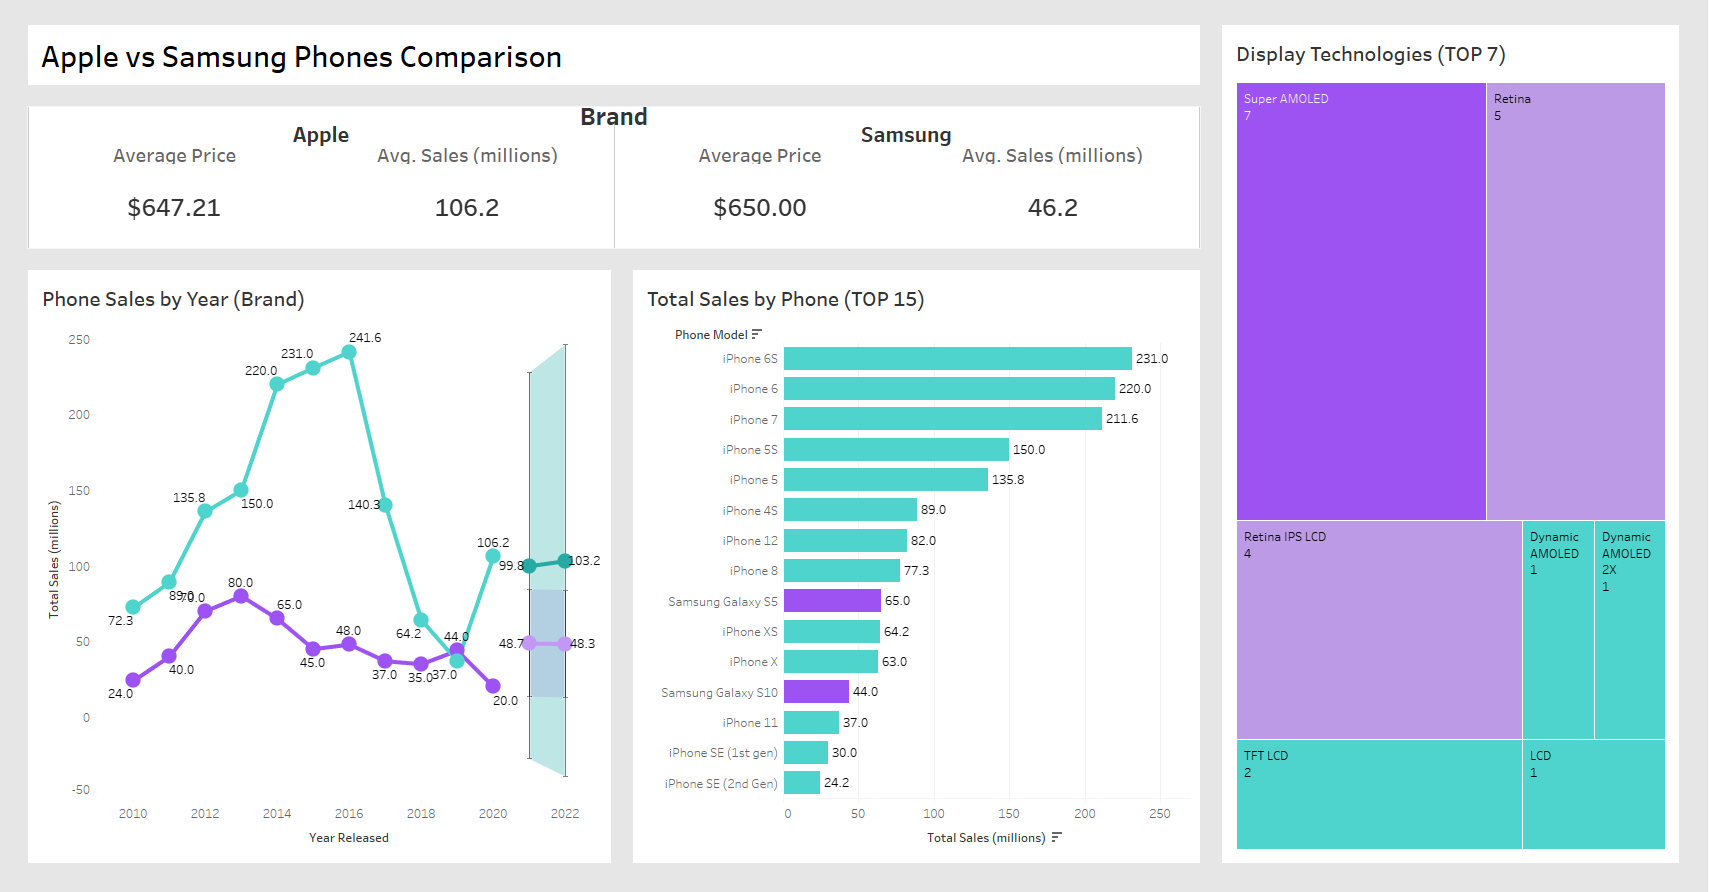 Apple vs Samsung Phones Comparison
Brand
Apple
Samsung
Average Price
Avg. Sales (millions)
Average Price
Avg. Sales (millions)
$647.21
106.2
$650.00
46.2
Phone Sales by Year (Brand)
Total Sales (millions)
250
200
150
100
50
0
-50
72.3
89.0
135.8
150.0
220.0
231.0
241.6
140.3
64.2
37.0
106.2
99.8
103.2
24.0
40.0
70.0
80.0
65.0
45.0
48.0
37.0
35.0
44.0
20.0
48.7
48.3
2010
2012
2014
2016
2018
2020
2022
Year Released
Total Sales by Phone (TOP 15)
Phone Model
iPhone 6S 231.0
iPhone 6 220.0
iPhone 7 211.6
iPhone 5S 150.0
iPhone 5 135.8
iPhone 4S 89.0
iPhone 12 82.0
iPhone 8 77.3
Samsung Galaxy S5 65.0
iPhone XS 64.2
iPhone X 63.0
Samsung Galaxy S10 44.0
iPhone 11 37.0
iPhone SE (1st gen) 30.0
iPhone SE (2nd Gen) 24.2
0
50
100
150
200
250
Total Sales (millions)
Display Technologies (TOP 7)
Super AMOLED
7
Retina
5
Retina IPS LCD
4
Dynamic
AMOLED
1
Dynamic
AMOLED
2X
1
TFT LCD
2
LCD
1